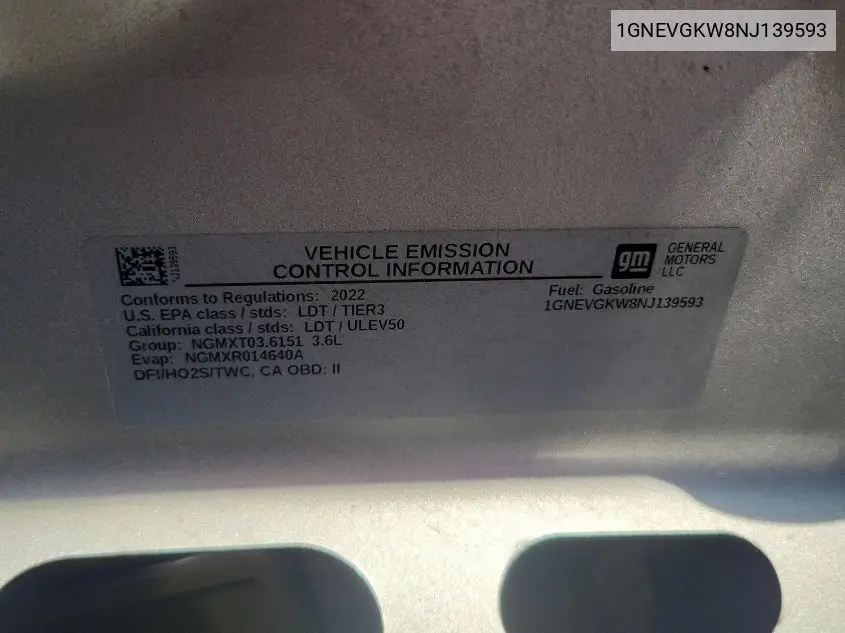 1GNEVGKW8NJ139593
NJ139593
VEHICLE EMISSION
CONTROL INFORMATION
gm
GENERAL
MOTORS
LLC
Conforms to Regulations: 2022
U.S. EPA class / stds: LDT / TIER3
California class / stds: LDT / ULEV50
Group: NGMXT03.6151 3.6L
Evap: NGMXR014640A
DFI/HO2S/TWC, CA OBD: II
Fuel: Gasoline
1GNEVGKW8NJ139593